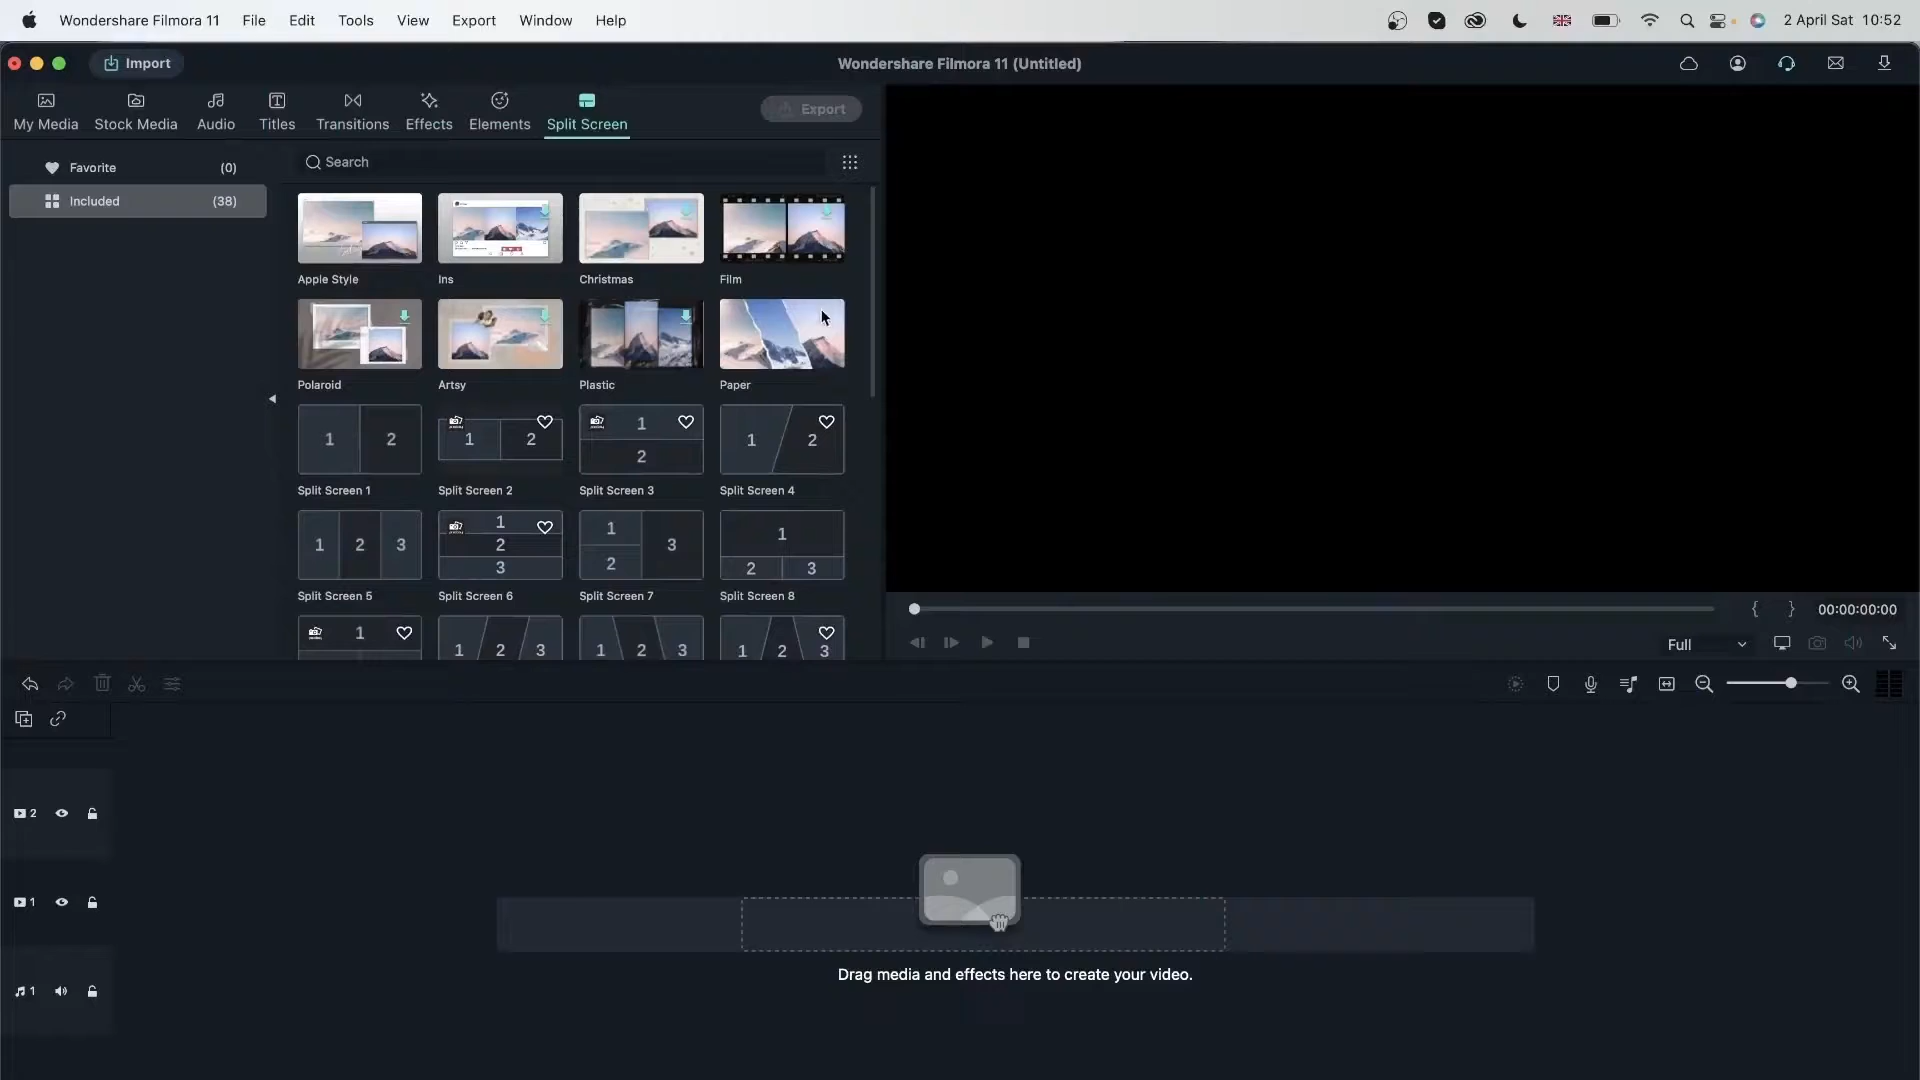 Wondershare Filmora 11 File Edit Tools View Export Window Help 2 April Sat 10:52
Import Wondershare Filmora 11 (Untitled)
My Media Stock Media Audio Titles Transitions Effects Elements Split Screen Export
Favorite (0)
Included (38)
Search
Apple Style Ins Christmas Film
Polaroid Artsy Plastic Paper
1 2 1 2 1 2 1 2
Split Screen 1 Split Screen 2 Split Screen 3 Split Screen 4
1 2 3 1 2 3 1 2 3 1 2 3
Split Screen 5 Split Screen 6 Split Screen 7 Split Screen 8
1 1 2 3 1 2 3 1 2 3
{ } 00:00:00:00
Full
2
1
1
Drag media and effects here to create your video.